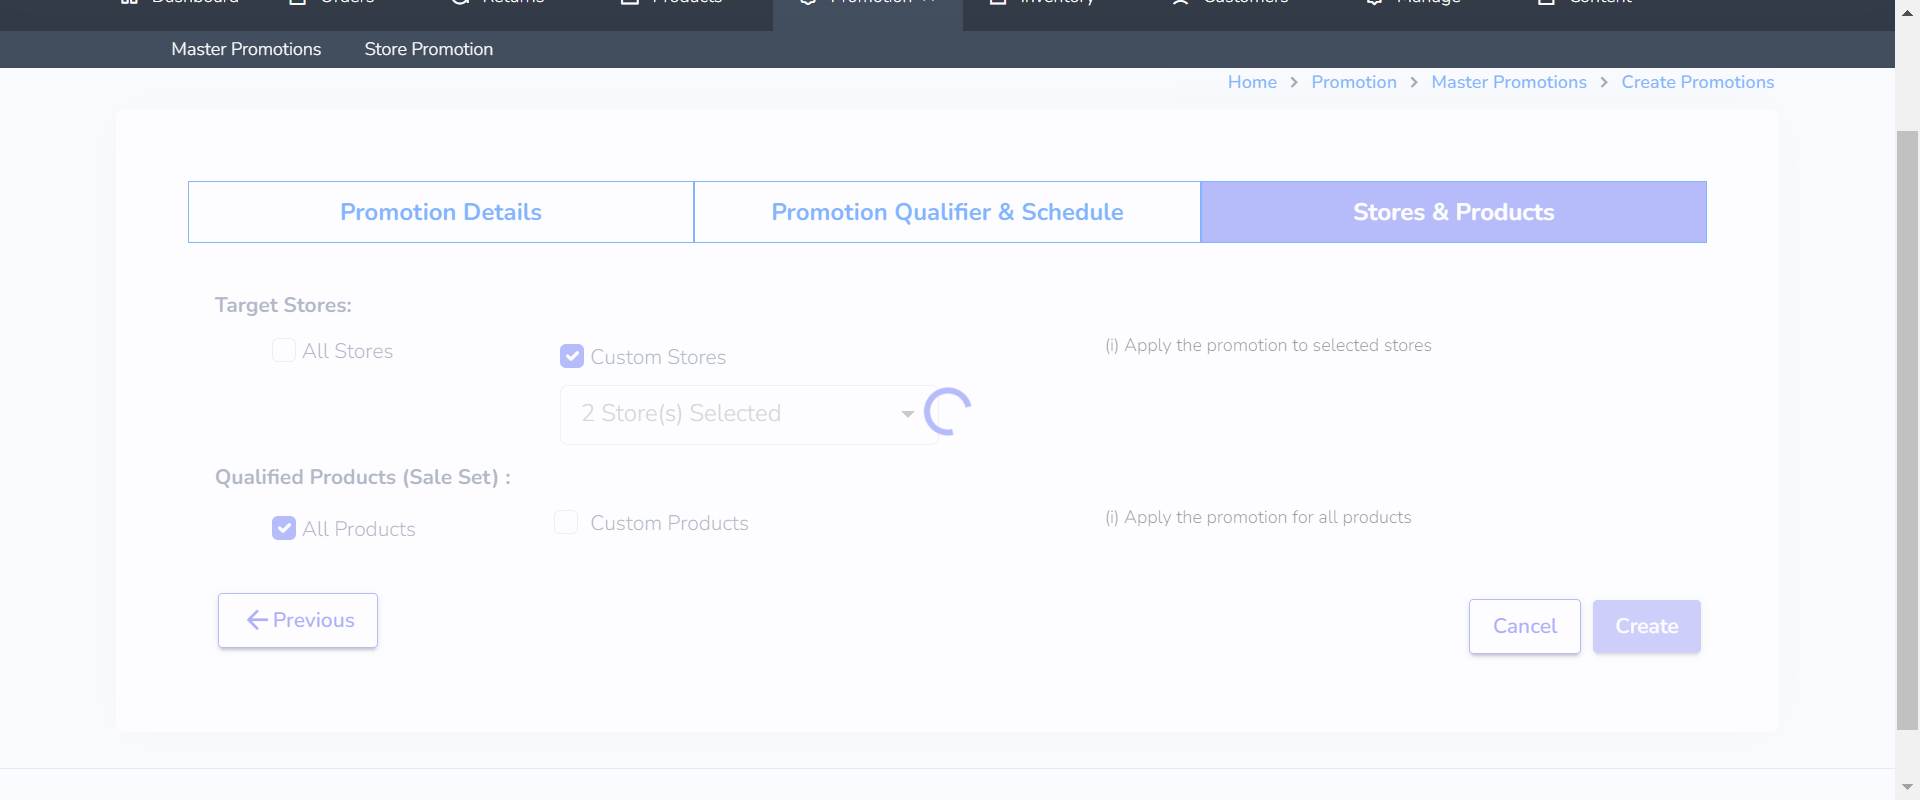 Dashboard Orders Returns Products Promotion Inventory Customers Manage Content
Master Promotions Store Promotion
Home > Promotion > Master Promotions > Create Promotions
Promotion Details Promotion Qualifier & Schedule Stores & Products
Target Stores:
All Stores Custom Stores (i) Apply the promotion to selected stores
2 Store(s) Selected
Qualified Products (Sale Set) :
All Products Custom Products (i) Apply the promotion for all products
Previous Cancel Create